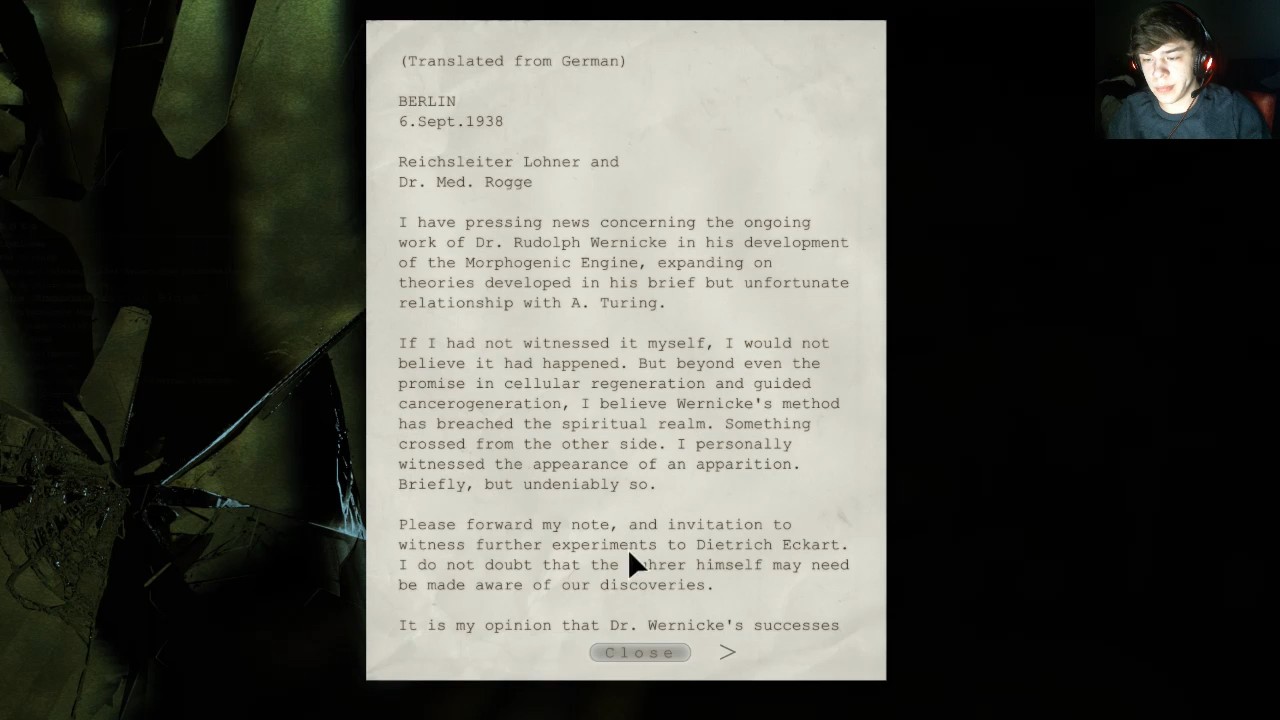 (Translated from German)
BERLIN
6.Sept.1938
Reichsleiter Lohner and
Dr. Med. Rogge
I have pressing news concerning the ongoing
work of Dr. Rudolph Wernicke in his development
of the Morphogenic Engine, expanding on
theories developed in his brief but unfortunate
relationship with A. Turing.
If I had not witnessed it myself, I would not
believe it had happened. But beyond even the
promise in cellular regeneration and guided
cancerogeneration, I believe Wernicke's method
has breached the spiritual realm. Something
crossed from the other side. I personally
witnessed the appearance of an apparition.
Briefly, but undeniably so.
Please forward my note, and invitation to
witness further experiments to Dietrich Eckart.
I do not doubt that the himself may need
be made aware of our discoveries.
It is my opinion that Dr. Wernicke's successes
Close >